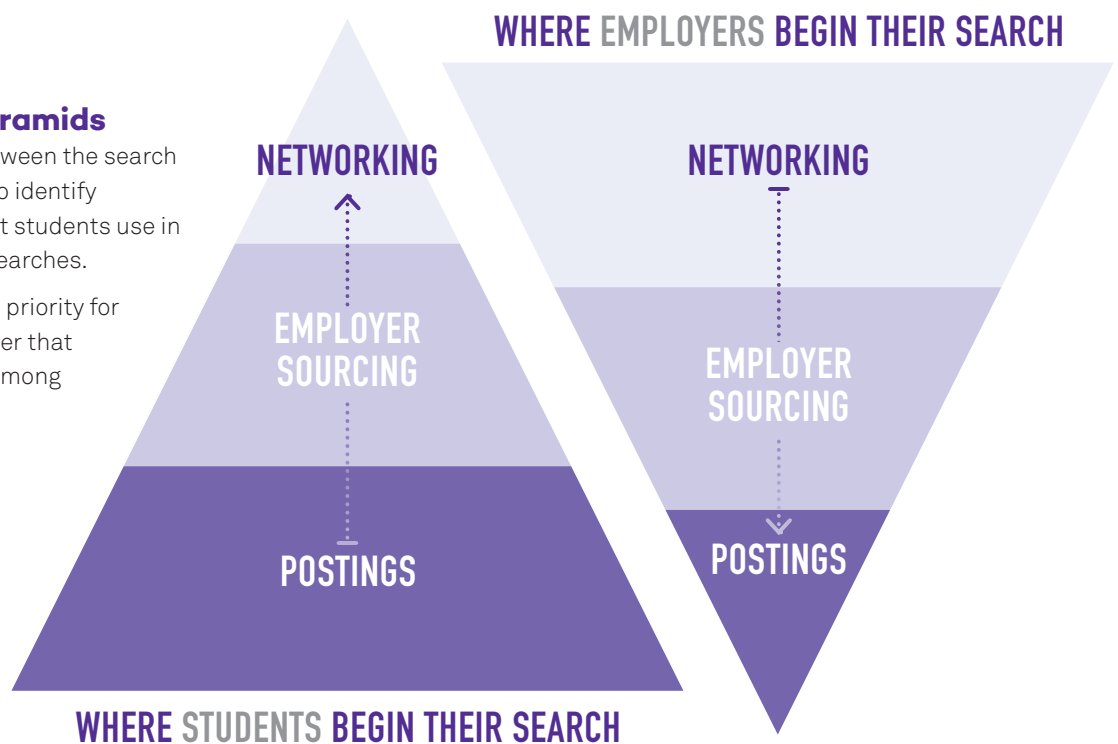 WHERE EMPLOYERS BEGIN THEIR SEARCH
ramids
ween the search
o identify
t students use in
earches.
priority for
er that
mong
NETWORKING
EMPLOYER
SOURCING
POSTINGS
WHERE STUDENTS BEGIN THEIR SEARCH
NETWORKING
EMPLOYER
SOURCING
POSTINGS